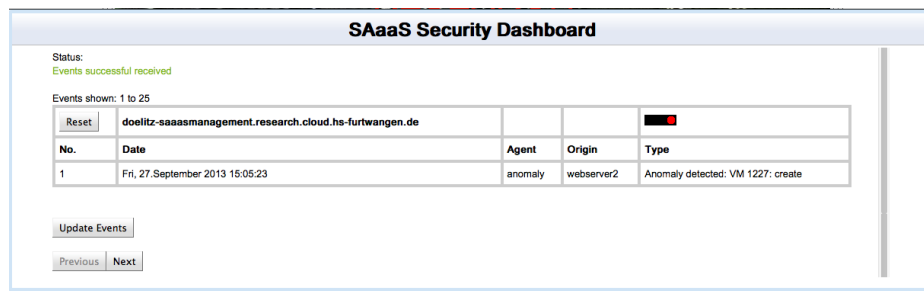 SAaaS Security Dashboard
Status:
Events successful received
Events shown: 1 to 25
Reset doelitz-saaasmanagement.research.cloud.hs-furtwangen.de
No. Date Agent Origin Type
1 Fri, 27.September 2013 15:05:23 anomaly webserver2 Anomaly detected: VM 1227: create
Update Events
Previous Next